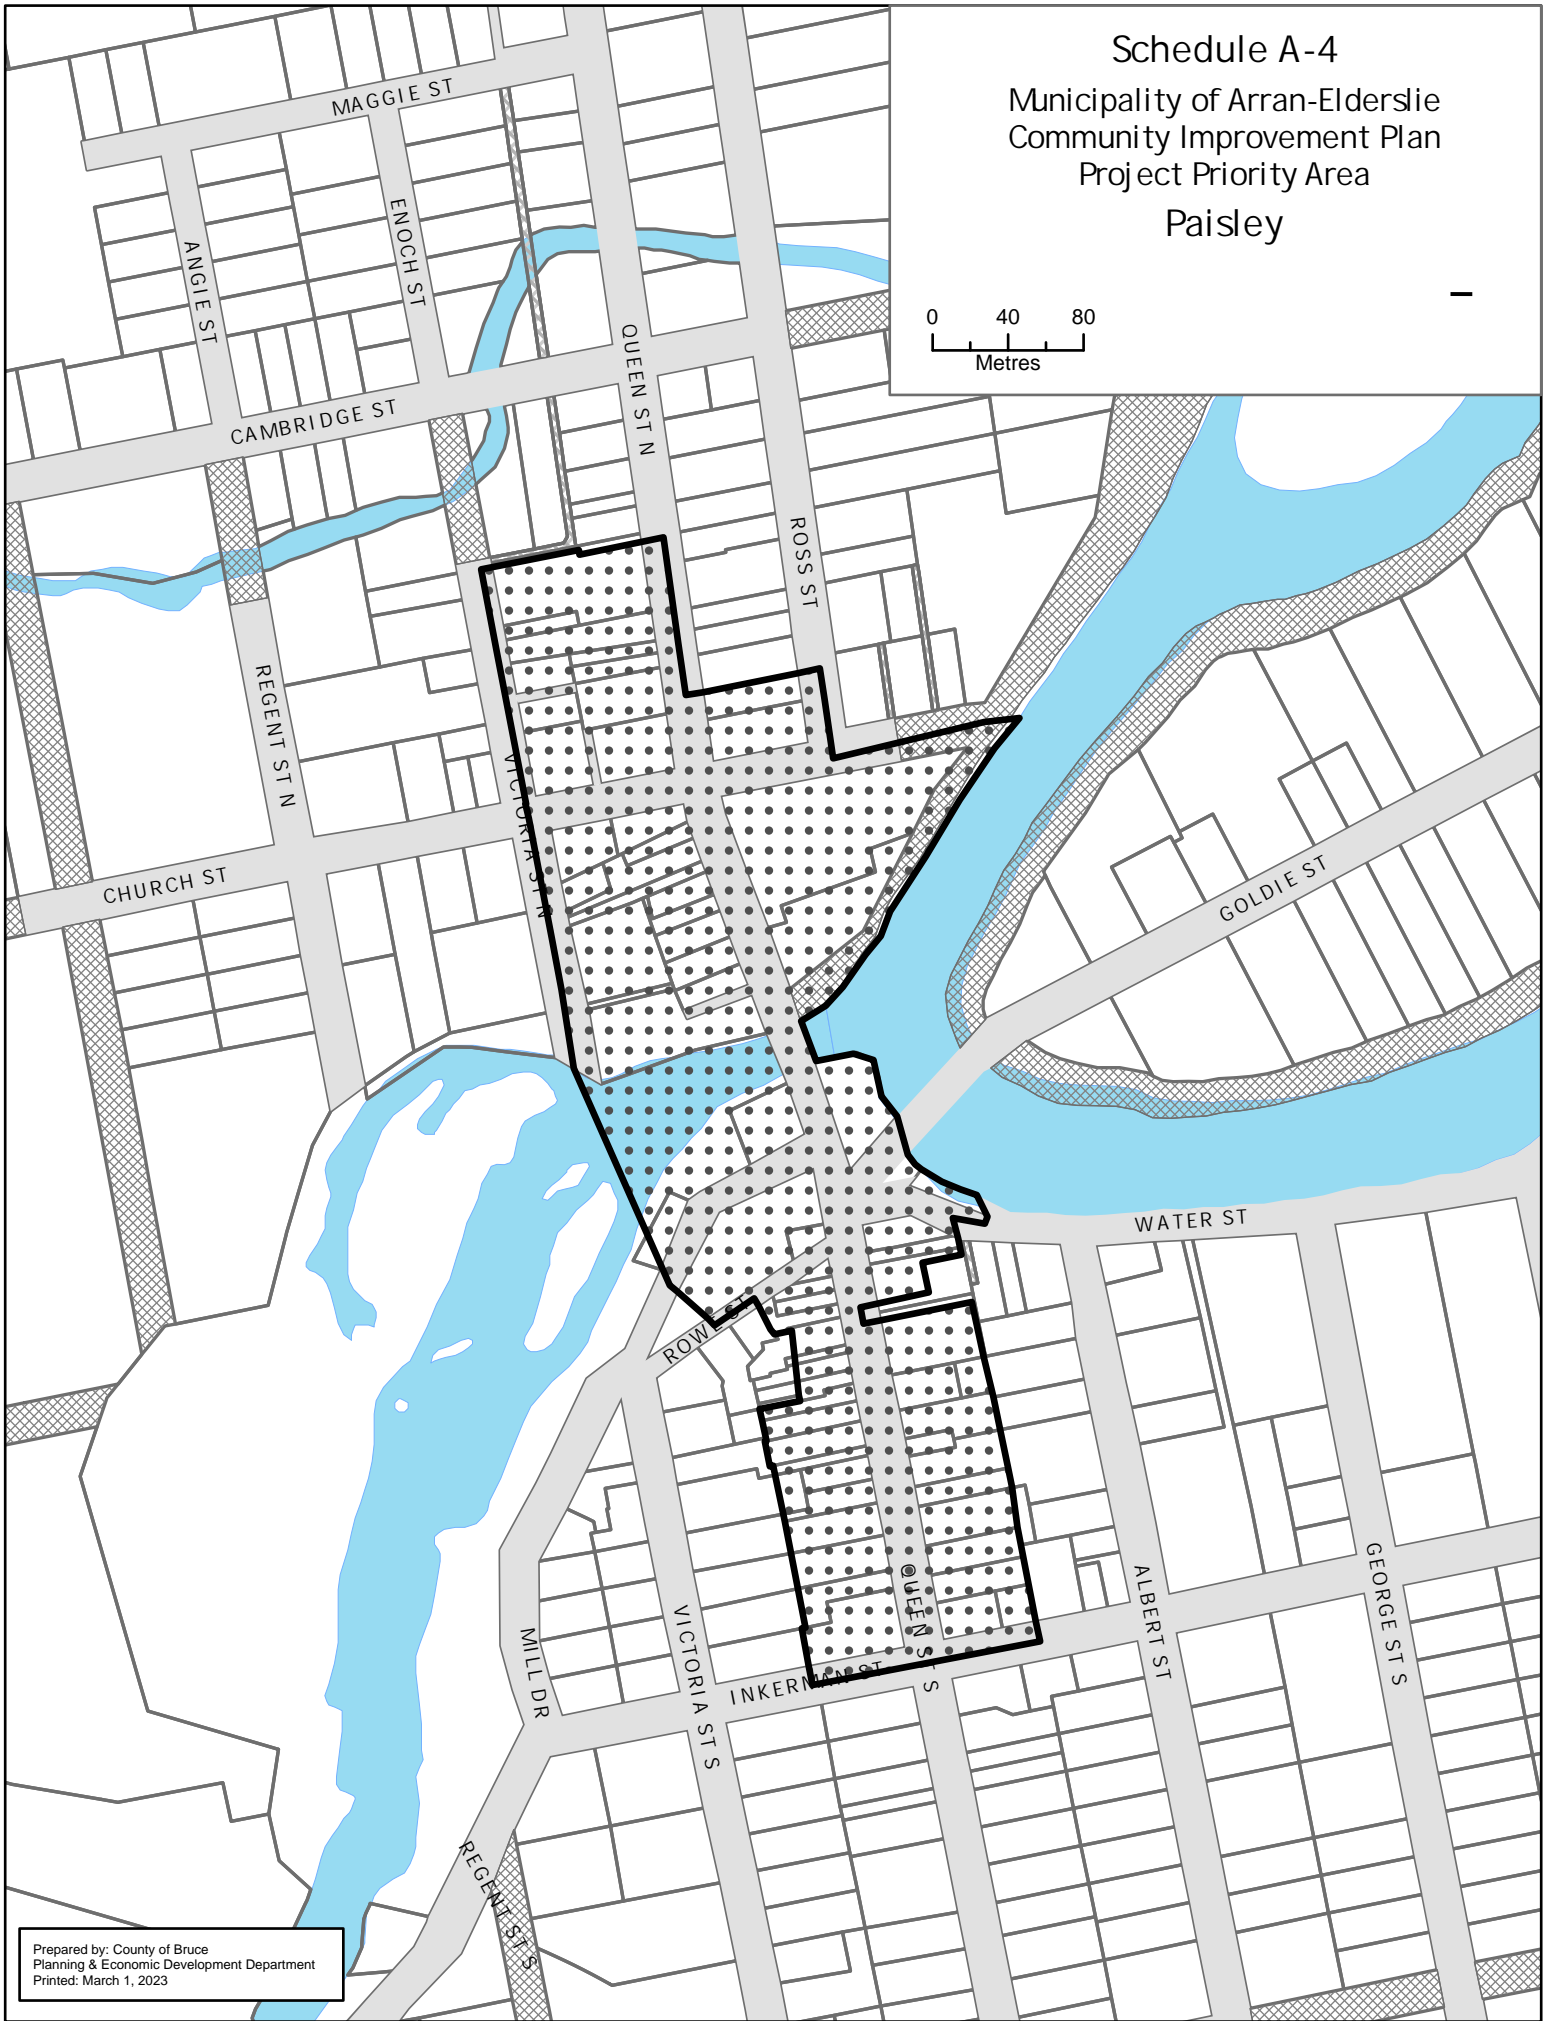 Schedule A-4
Municipality of Arran-Elderslie
Community Improvement Plan
Project Priority Area
Paisley
0 40 80
Metres
MAGGIE ST
ENOCH ST
ANGIE ST
QUEEN ST N
CAMBRIDGE ST
ROSS ST
REGENT ST N
VICTORIA ST N
CHURCH ST
GOLDIE ST
WATER ST
ROWE ST
QUEEN ST S
ALBERT ST
GEORGE ST S
MILL DR
VICTORIA ST S
INKERMAN ST
REGENT ST S
Prepared by: County of Bruce
Planning & Economic Development Department
Printed: March 1, 2023